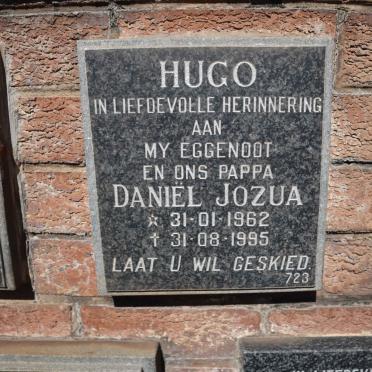 HUGO
IN LIEFDEVOLLE HERINNERING
AAN
MY EGGENOOT
EN ONS PAPPA
DANIËL JOZUA
☆ 31·01·1962
† 31·08·1995
LAAT U WIL GESKIED
723